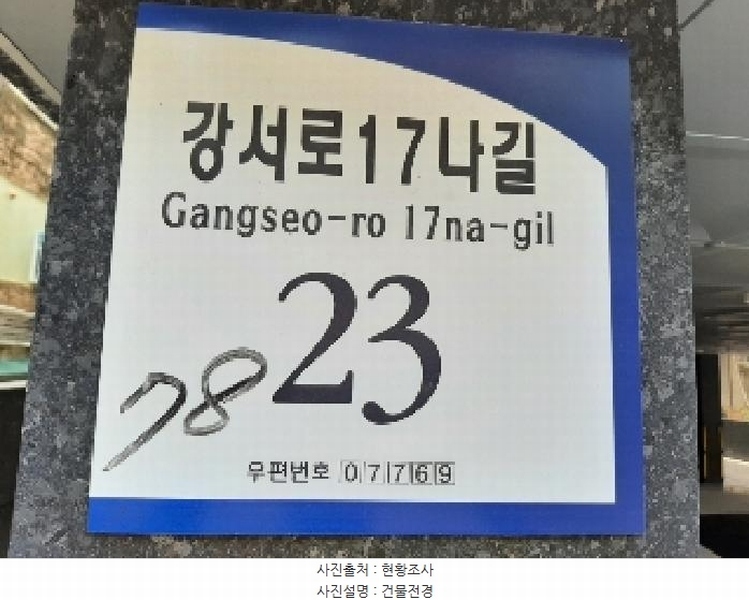 강서로17나길
Gangseo-ro 17na-gil
23
78
우편번호 07769
사진출처 : 현황조사
사진설명 : 건물전경